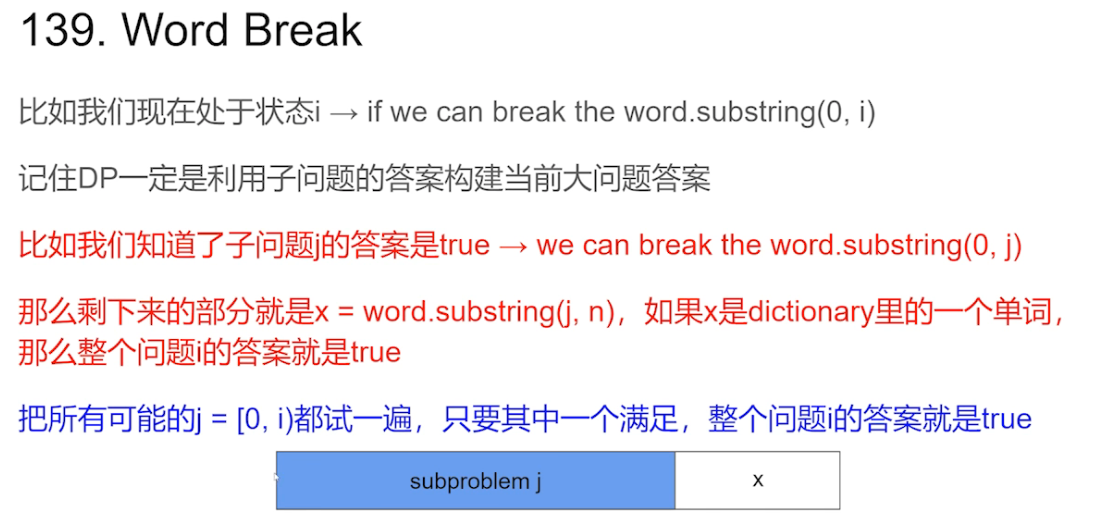 139. Word Break
比如我们现在处于状态i → if we can break the word.substring(0, i)
记住DP一定是利用子问题的答案构建当前大问题答案
比如我们知道了子问题j的答案是true → we can break the word.substring(0, j)
那么剩下来的部分就是x = word.substring(j, n)，如果x是dictionary里的一个单词，
那么整个问题i的答案就是true
把所有可能的j = [0, i)都试一遍，只要其中一个满足，整个问题i的答案就是true
subproblem j x